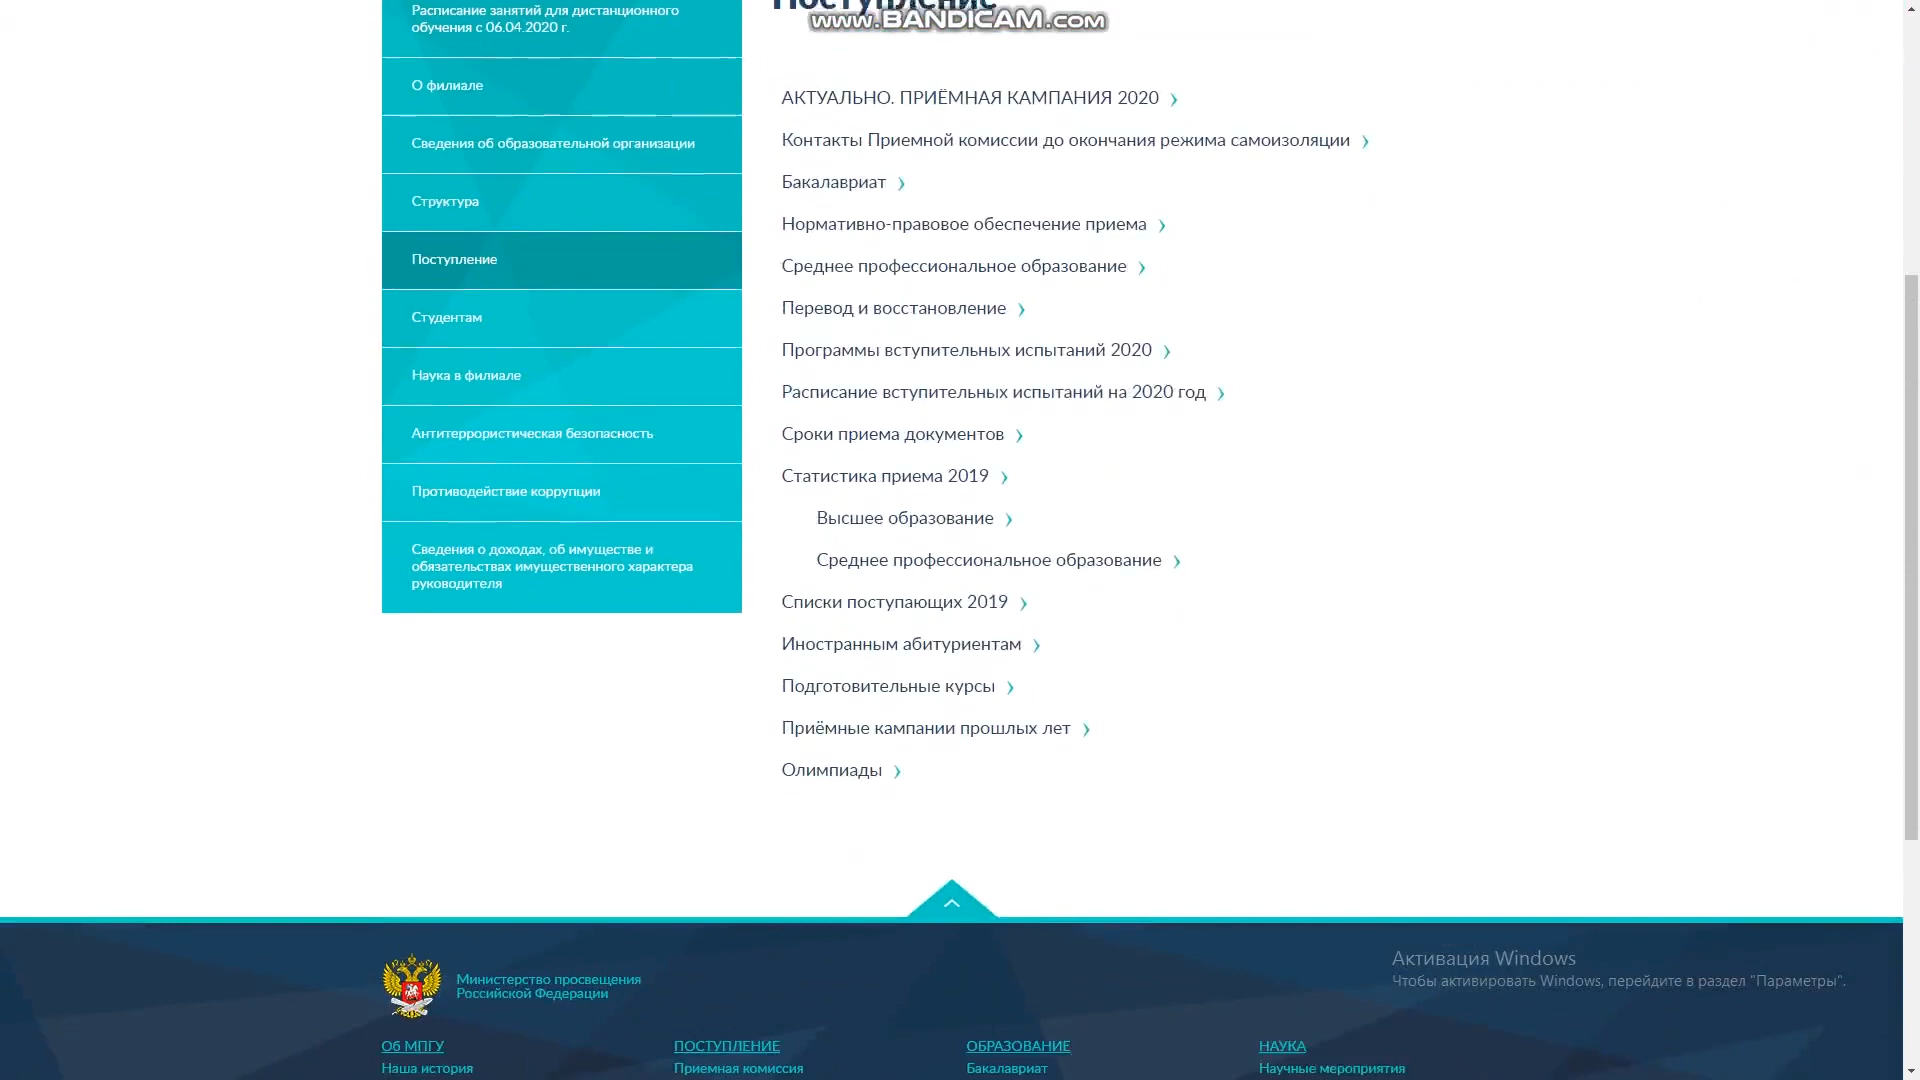 Расписание занятий для дистанционного
обучения с 06.04.2020 г.
О филиале
Сведения об образовательной организации
Структура
Поступление
Студентам
Наука в филиале
Антитеррористическая безопасность
Противодействие коррупции
Сведения о доходах, об имуществе и
обязательствах имущественного характера
руководителя
Поступление
www.BANDICAM.com
АКТУАЛЬНО. ПРИЁМНАЯ КАМПАНИЯ 2020
Контакты Приемной комиссии до окончания режима самоизоляции
Бакалавриат
Нормативно-правовое обеспечение приема
Среднее профессиональное образование
Перевод и восстановление
Программы вступительных испытаний 2020
Расписание вступительных испытаний на 2020 год
Сроки приема документов
Статистика приема 2019
Высшее образование
Среднее профессиональное образование
Списки поступающих 2019
Иностранным абитуриентам
Подготовительные курсы
Приёмные кампании прошлых лет
Олимпиады
Министерство просвещения
Российской Федерации
Активация Windows
Чтобы активировать Windows, перейдите в раздел "Параметры".
Об МПГУ
Наша история
ПОСТУПЛЕНИЕ
Приемная комиссия
ОБРАЗОВАНИЕ
Бакалавриат
НАУКА
Научные мероприятия